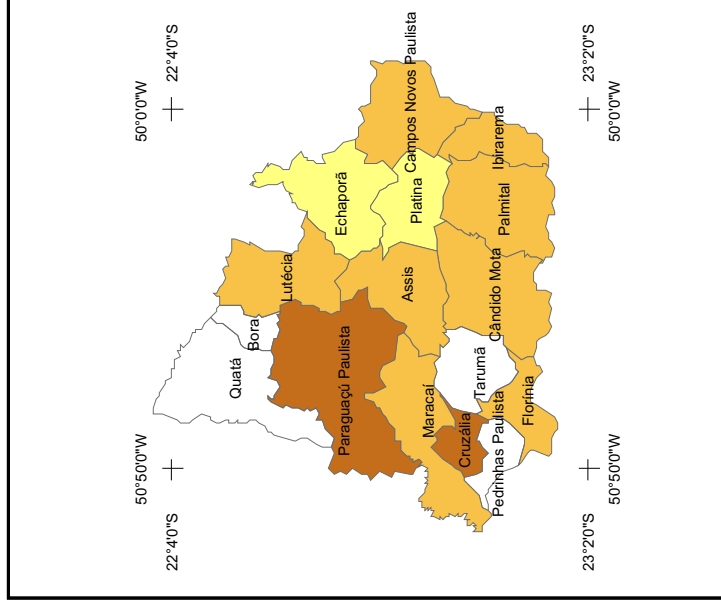 22°4'0"S
50°50'0"W
50°0'0"W
22°4'0"S
Quatá
Bora
Lutécia
Echaporã
Paraguaçú Paulista
Assis
Platina
Campos Novos Paulista
Maracaí
Cruzália
Tarumã
Cândido Mota
Palmital
Ibirarema
Pedrinhas Paulista
Florínia
23°2'0"S
50°50'0"W
50°0'0"W
23°2'0"S